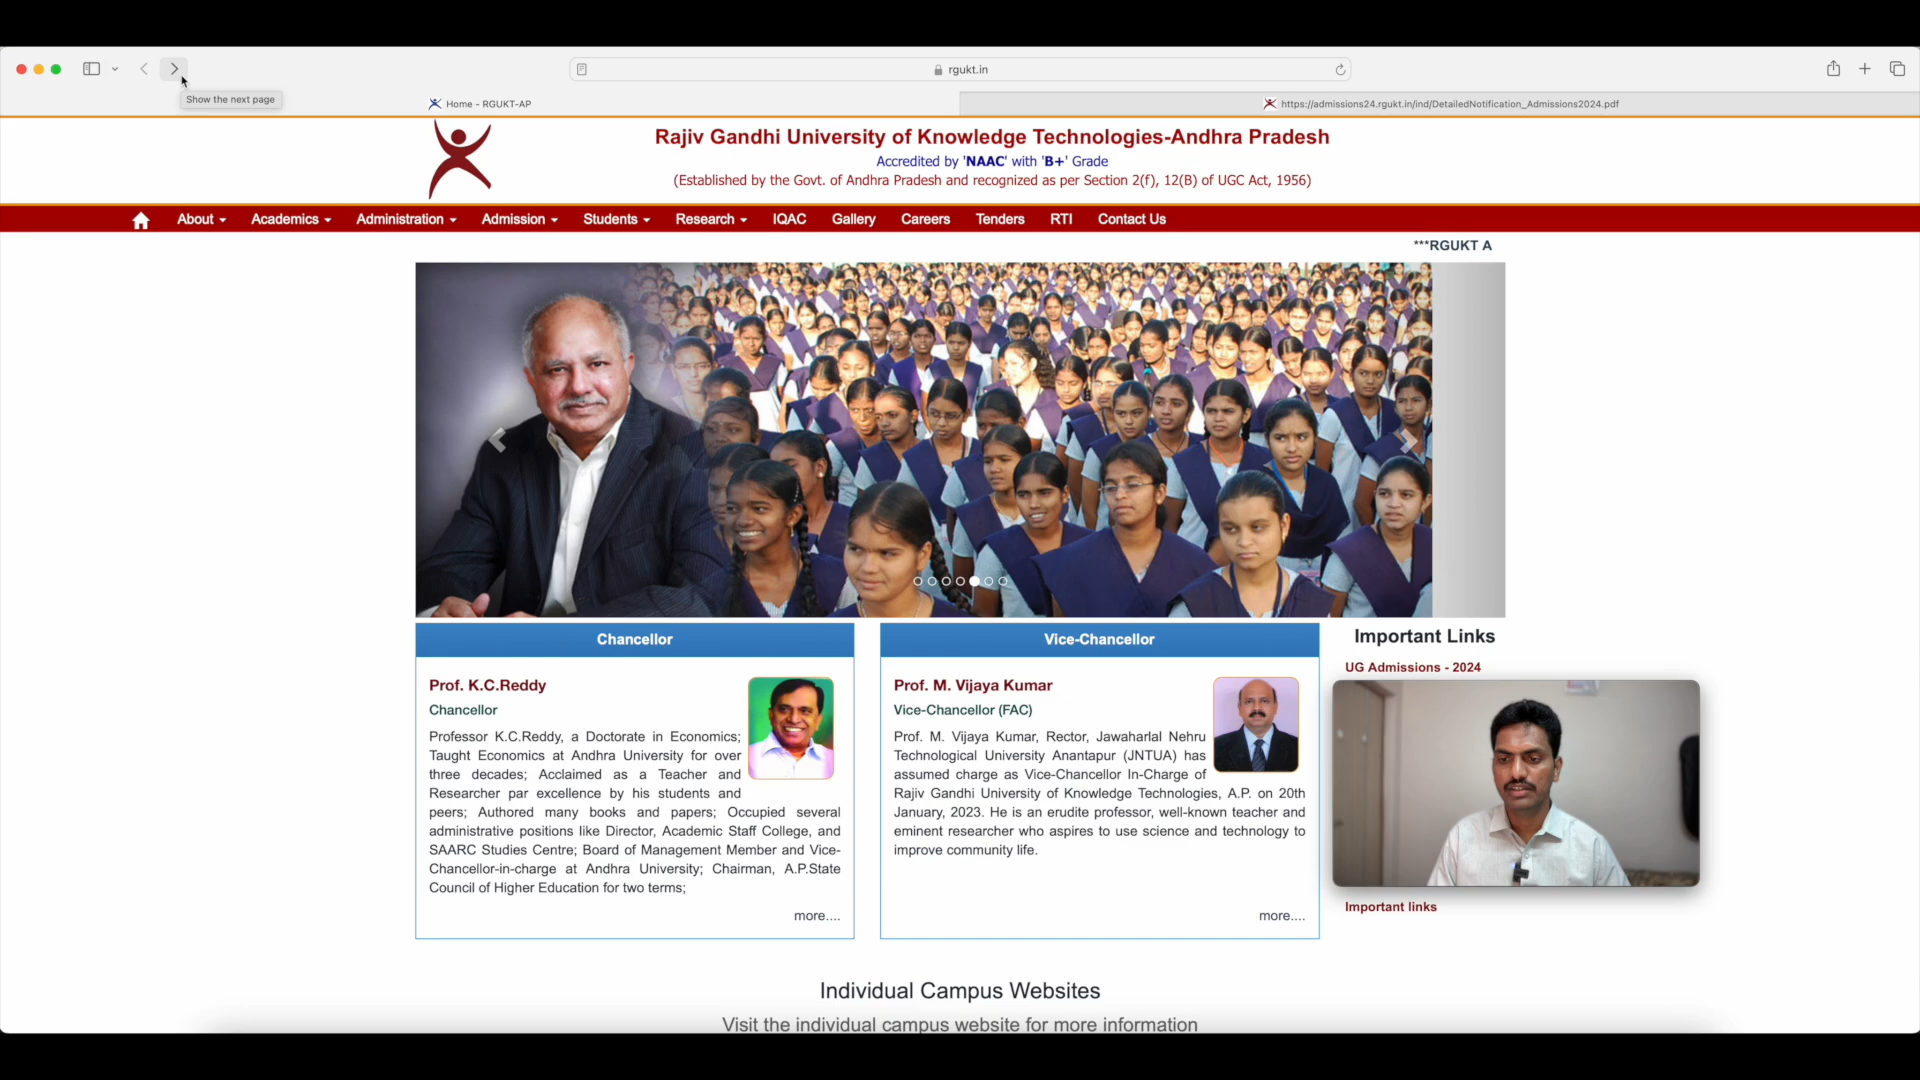 rgukt.in
Show the next page
Home - RGUKT-AP
https://admissions24.rgukt.in/ind/DetailedNotification_Admissions2024.pdf
Rajiv Gandhi University of Knowledge Technologies-Andhra Pradesh
Accredited by 'NAAC' with 'B+' Grade
(Established by the Govt. of Andhra Pradesh and recognized as per Section 2(f), 12(B) of UGC Act, 1956)
About Academics Administration Admission Students Research IQAC Gallery Careers Tenders RTI Contact Us
***RGUKT A
Chancellor
Prof. K.C.Reddy
Chancellor
Professor K.C.Reddy, a Doctorate in Economics;
Taught Economics at Andhra University for over
three decades; Acclaimed as a Teacher and
Researcher par excellence by his students and
peers; Authored many books and papers; Occupied several
administrative positions like Director, Academic Staff College, and
SAARC Studies Centre; Board of Management Member and Vice-
Chancellor-in-charge at Andhra University; Chairman, A.P.State
Council of Higher Education for two terms;
more....
Vice-Chancellor
Prof. M. Vijaya Kumar
Vice-Chancellor (FAC)
Prof. M. Vijaya Kumar, Rector, Jawaharlal Nehru
Technological University Anantapur (JNTUA) has
assumed charge as Vice-Chancellor In-Charge of
Rajiv Gandhi University of Knowledge Technologies, A.P. on 20th
January, 2023. He is an erudite professor, well-known teacher and
eminent researcher who aspires to use science and technology to
improve community life.
more....
Important Links
UG Admissions - 2024
Important links
Individual Campus Websites
Visit the individual campus website for more information